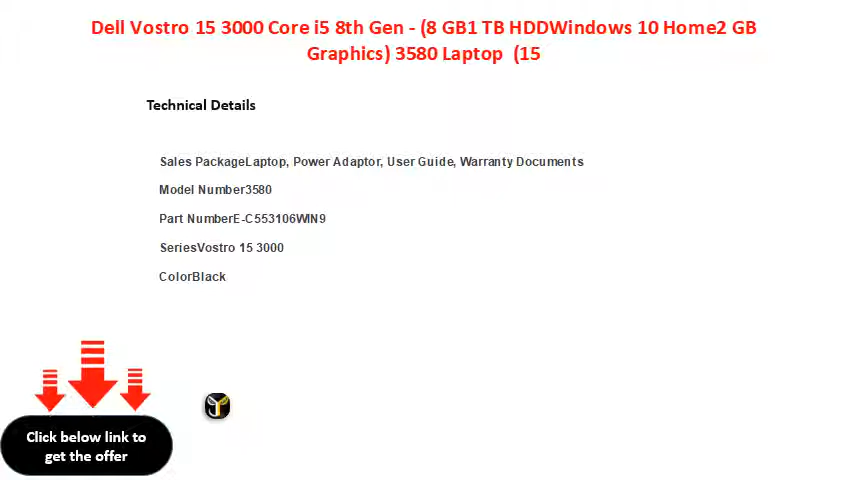 Dell Vostro 15 3000 Core i5 8th Gen - (8 GB1 TB HDDWindows 10 Home2 GB
Graphics) 3580 Laptop  (15
Technical Details
Sales PackageLaptop, Power Adaptor, User Guide, Warranty Documents
Model Number3580
Part NumberE-C553106WIN9
SeriesVostro 15 3000
ColorBlack
Click below link to
get the offer